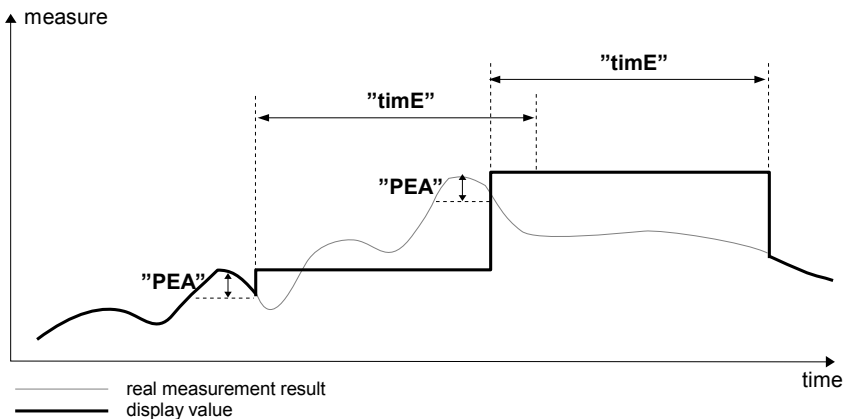 measure
”timE”
”timE”
”PEA”
”PEA”
time
real measurement result
display value